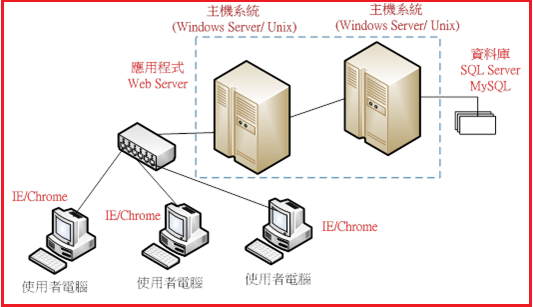 主機系統
(Windows Server/ Unix)
主機系統
(Windows Server/ Unix)
應用程式
Web Server
資料庫
SQL Server
MySQL
IE/Chrome
IE/Chrome
IE/Chrome
使用者電腦
使用者電腦
使用者電腦